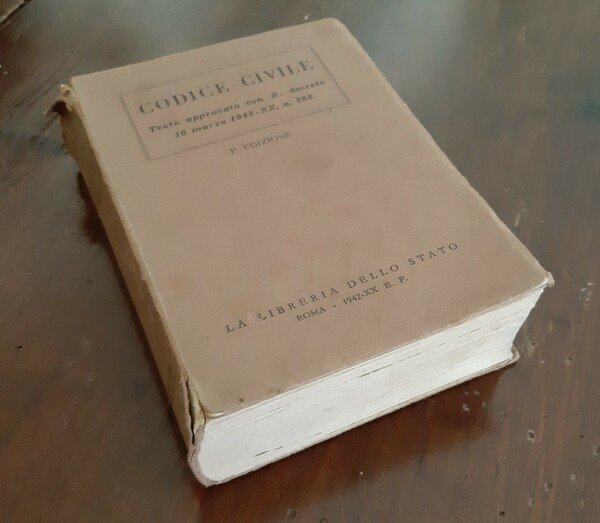 CODICE CIVILE
Testo approvato con R. decreto
16 marzo 1942-XX, n. 262
Iª EDIZIONE
LA LIBRERIA DELLO STATO
ROMA - 1942-XX E. F.